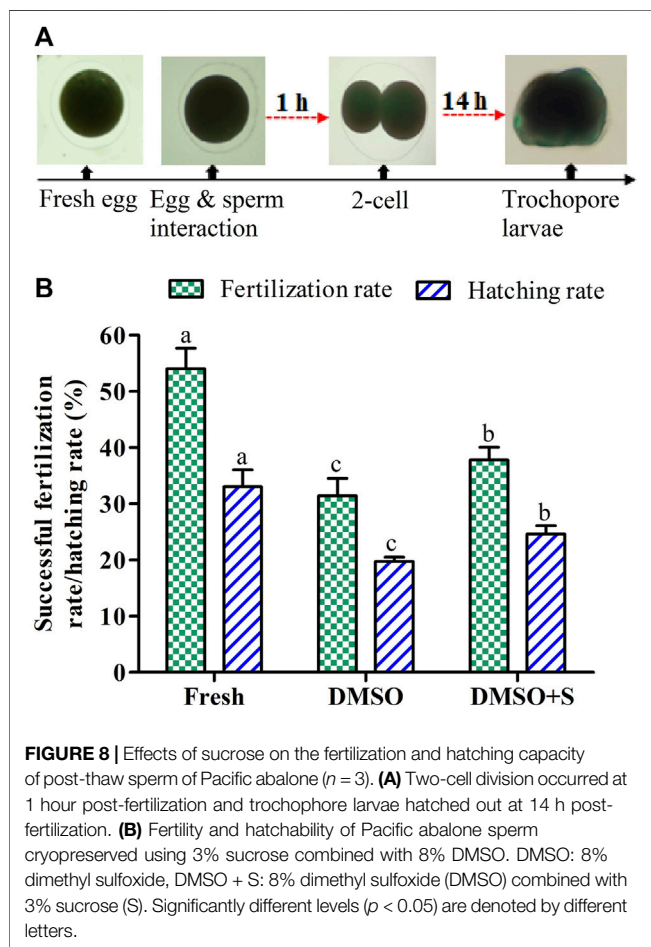 A
1 h
14 h
Fresh egg
Egg & sperm
interaction
2-cell
Trochopore
larvae
B
Fertilization rate
Hatching rate
Successful fertilization
rate/hatching rate (%)
60
50
40
30
20
10
0
a
a
c
c
b
b
Fresh
DMSO
DMSO+S
FIGURE 8 | Effects of sucrose on the fertilization and hatching capacity
of post-thaw sperm of Pacific abalone (n = 3). (A) Two-cell division occurred at
1 hour post-fertilization and trochophore larvae hatched out at 14 h post-
fertilization. (B) Fertility and hatchability of Pacific abalone sperm
cryopreserved using 3% sucrose combined with 8% DMSO. DMSO: 8%
dimethyl sulfoxide, DMSO + S: 8% dimethyl sulfoxide (DMSO) combined with
3% sucrose (S). Significantly different levels (p < 0.05) are denoted by different
letters.